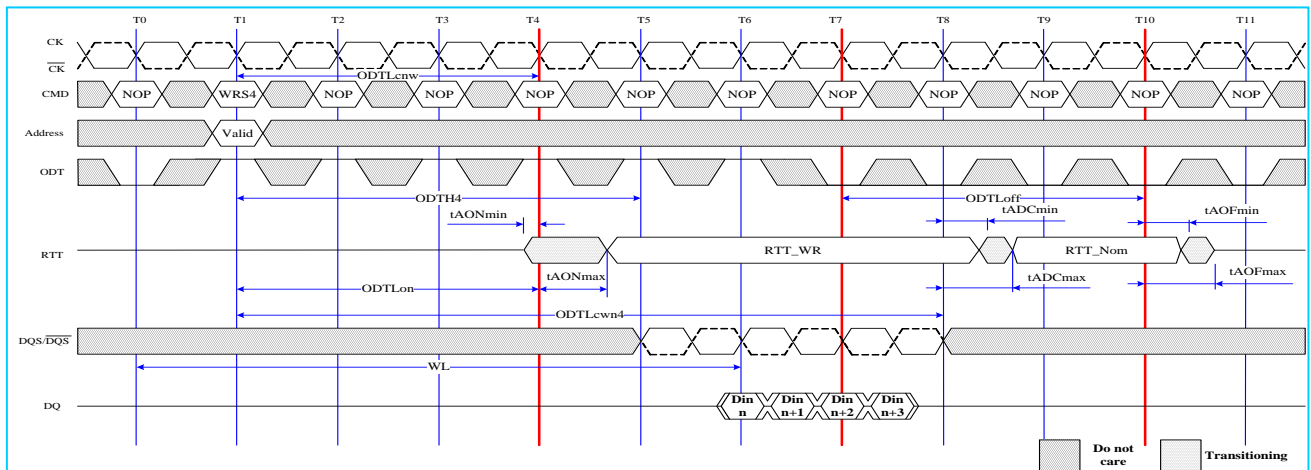 T0 T1 T2 T3 T4 T5 T6 T7 T8 T9 T10 T11
CK
CK
ODTLcnw
CMD NOP WRS4 NOP NOP NOP NOP NOP NOP NOP NOP NOP NOP
Address Valid
ODT
ODTH4 ODTLoff
tAONmin tADCmin tAOFmin
RTT RTT_WR RTT_Nom
tAONmax tADCmax tAOFmax
ODTLon
ODTLcwn4
DQS/DQS
WL
DQ Din n Din n+1 Din n+2 Din n+3
Do not care Transitioning